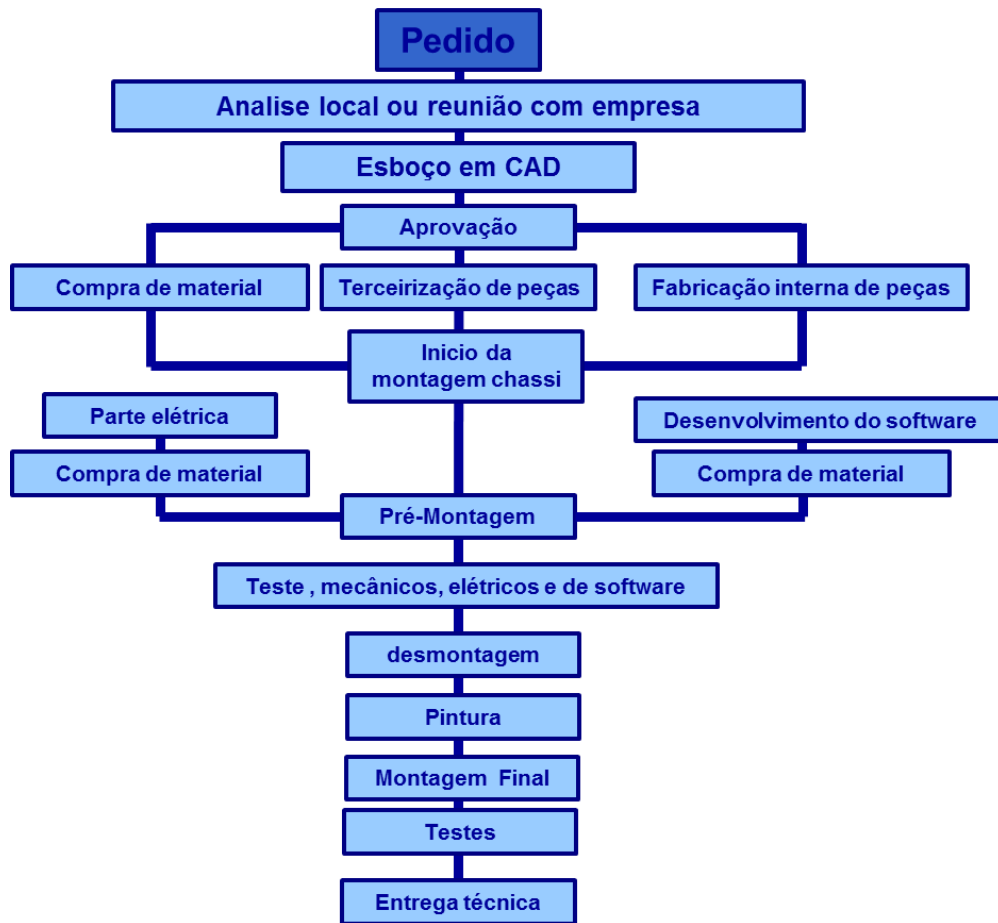 Pedido
Analise local ou reunião com empresa
Esboço em CAD
Aprovação
Compra de material
Terceirização de peças
Fabricação interna de peças
Inicio da
montagem chassi
Parte elétrica
Desenvolvimento do software
Compra de material
Compra de material
Pré-Montagem
Teste , mecânicos, elétricos e de software
desmontagem
Pintura
Montagem Final
Testes
Entrega técnica